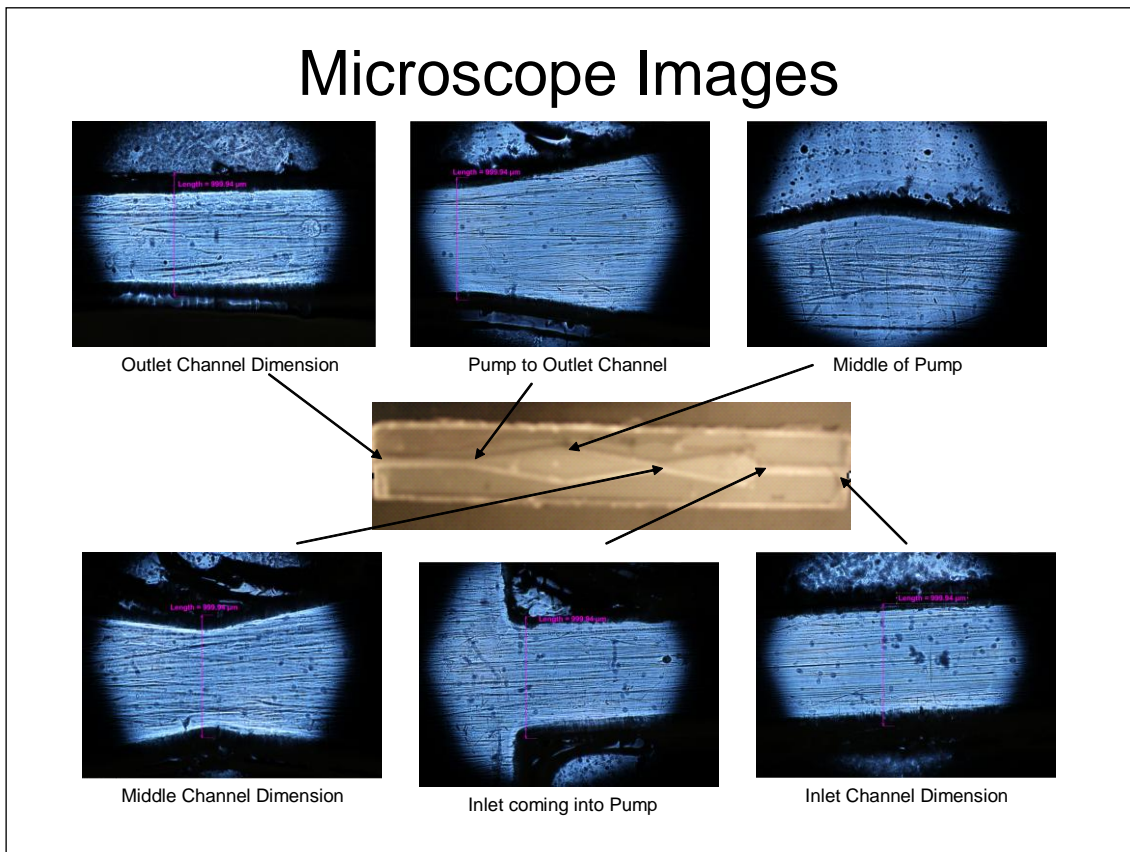 Microscope Images
Length = 999.94 µm
Length = 999.94 µm
Outlet Channel Dimension
Pump to Outlet Channel
Middle of Pump
Length = 999.94 µm
Length = 999.94 µm
Length = 999.94 µm
Middle Channel Dimension
Inlet coming into Pump
Inlet Channel Dimension